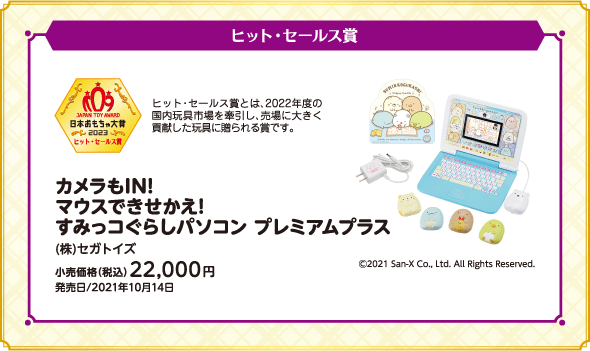 ヒット・セールス賞
JAPAN TOY AWARD
日本おもちゃ大賞
2023
ヒット・セールス賞
ヒット・セールス賞とは、2022年度の
国内玩具市場を牽引し、売場に大きく
貢献した玩具に贈られる賞です。
カメラもIN!
マウスできせかえ!
すみっコぐらしパソコン プレミアムプラス
(株)セガトイズ
小売価格(税込)22,000円
発売日/2021年10月14日
SUMIKKOGURASHI
©2021 San-X Co., Ltd. All Rights Reserved.